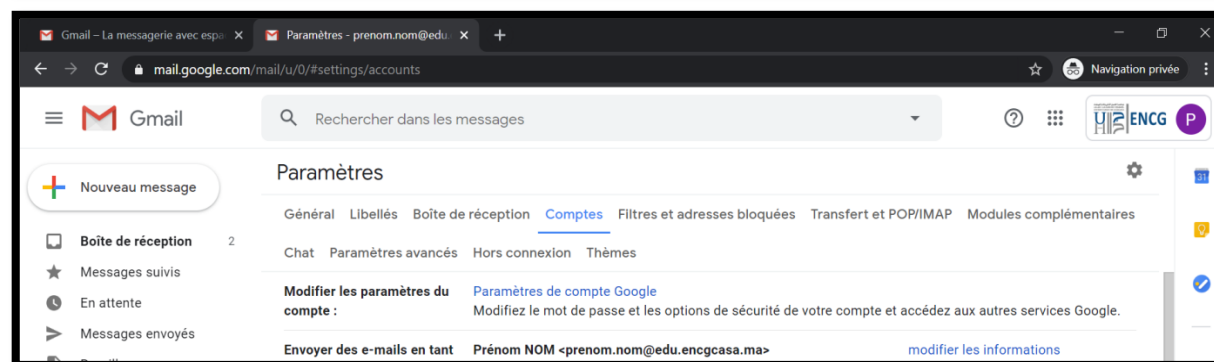 Gmail – La messagerie avec espa
Paramètres - prenom.nom@edu.
mail.google.com/mail/u/0/#settings/accounts
Navigation privée
Gmail
Rechercher dans les messages
ENCG
P
Nouveau message
Paramètres
31
Général Libellés Boîte de réception Comptes Filtres et adresses bloquées Transfert et POP/IMAP Modules complémentaires
Boîte de réception 2
Chat Paramètres avancés Hors connexion Thèmes
Messages suivis
Modifier les paramètres du compte :
Paramètres de compte Google
Modifiez le mot de passe et les options de sécurité de votre compte et accédez aux autres services Google.
En attente
Messages envoyés
Envoyer des e-mails en tant
Prénom NOM <prenom.nom@edu.encgcasa.ma>
modifier les informations